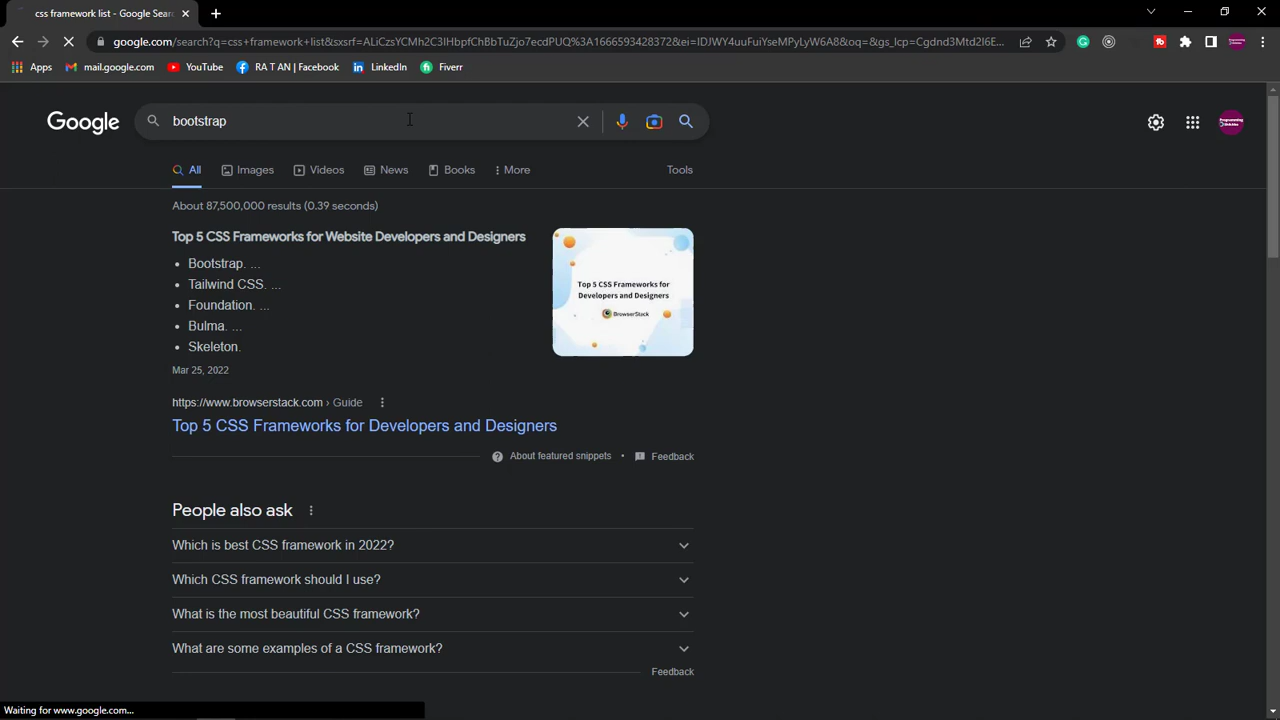 css framework list - Google Sear
google.com/search?q=css+framework+list&sxsrf=ALiCzsYCMh2C3IHbpfChBbTuZjo7ecdPUQ%3A1666593428372&ei=IDJWY4uuFuiYseMPyLyW6A8&oq=&gs_lcp=Cgdnd3Mtd2l6E...
Apps mail.google.com YouTube RA T AN | Facebook LinkedIn Fiverr
Google bootstrap
All Images Videos News Books More Tools
About 87,500,000 results (0.39 seconds)
Top 5 CSS Frameworks for Website Developers and Designers
• Bootstrap. ...
• Tailwind CSS. ...
• Foundation. ...
• Bulma. ...
• Skeleton.
Top 5 CSS Frameworks for
Developers and Designers
BrowserStack
Mar 25, 2022
https://www.browserstack.com › Guide
Top 5 CSS Frameworks for Developers and Designers
About featured snippets • Feedback
People also ask
Which is best CSS framework in 2022?
Which CSS framework should I use?
What is the most beautiful CSS framework?
What are some examples of a CSS framework?
Feedback
Waiting for www.google.com...